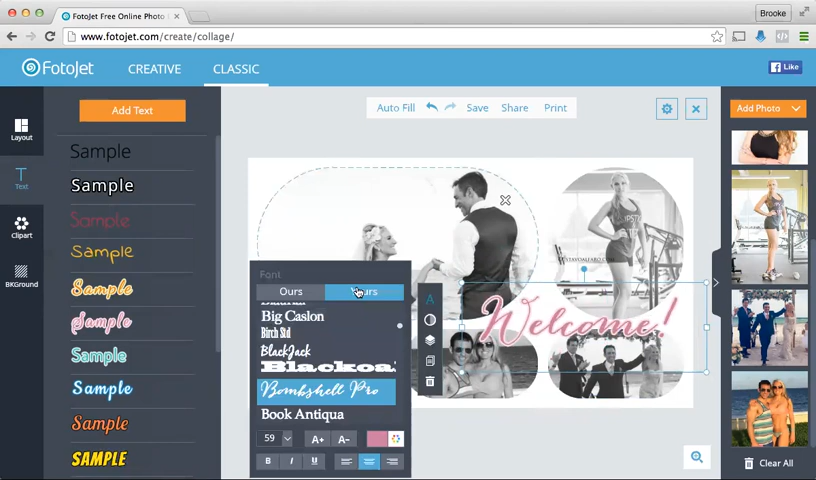 FotoJet Free Online Photo
Brooke
www.fotojet.com/create/collage/
FotoJet
CREATIVE
CLASSIC
Like
Layout
Text
Clipart
BKGround
Add Text
Sample
Sample
Sample
Sample
Sample
Sample
Sample
Sample
Sample
SAMPLE
Auto Fill
Save
Share
Print
Add Photo
Welcome!
Font
Ours
Big Caslon
Birch Std
BlackJack
Blackoa
Bombshell Pro
Book Antiqua
59
A+
A-
B
I
U
A
Clear All